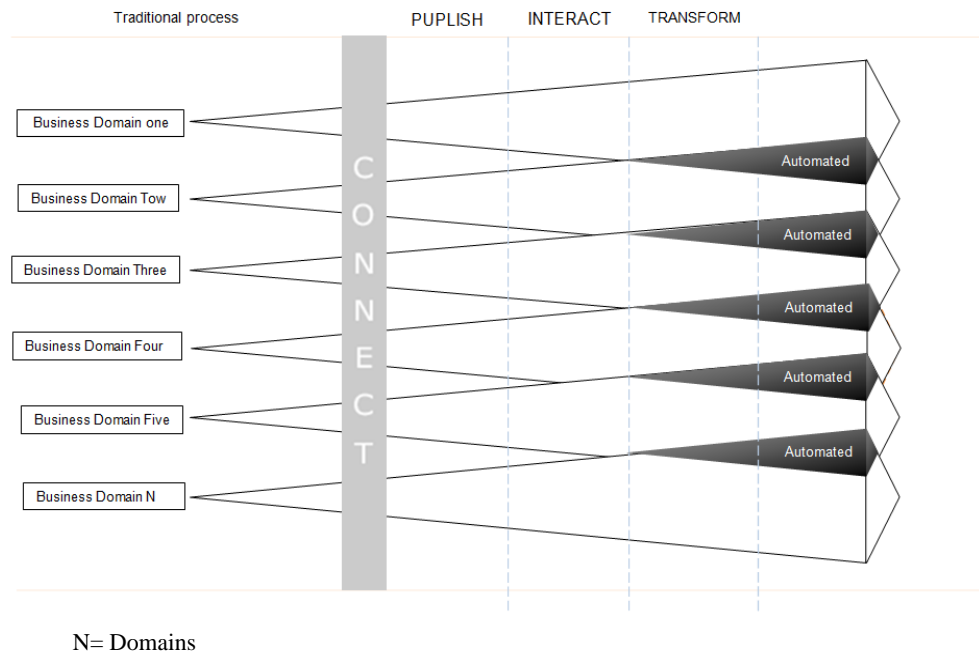 Traditional process
PUPLISH
INTERACT
TRANSFORM
Business Domain one
Business Domain Tow
Business Domain Three
Business Domain Four
Business Domain Five
Business Domain N
CONNECT
Automated
Automated
Automated
Automated
Automated
N= Domains